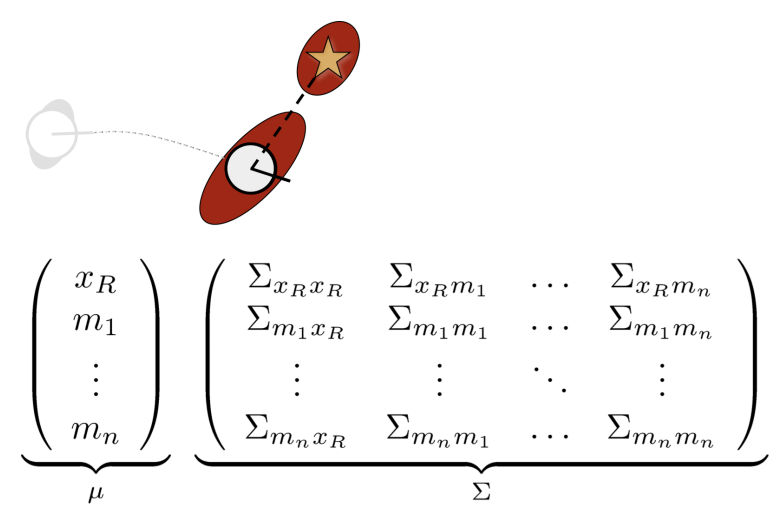 x_R Σ_{x_R x_R} Σ_{x_R m_1} … Σ_{x_R m_n}
m_1 Σ_{m_1 x_R} Σ_{m_1 m_1} … Σ_{m_1 m_n}
⋮ ⋮ ⋮ ⋱ ⋮
m_n Σ_{m_n x_R} Σ_{m_n m_1} … Σ_{m_n m_n}
μ Σ